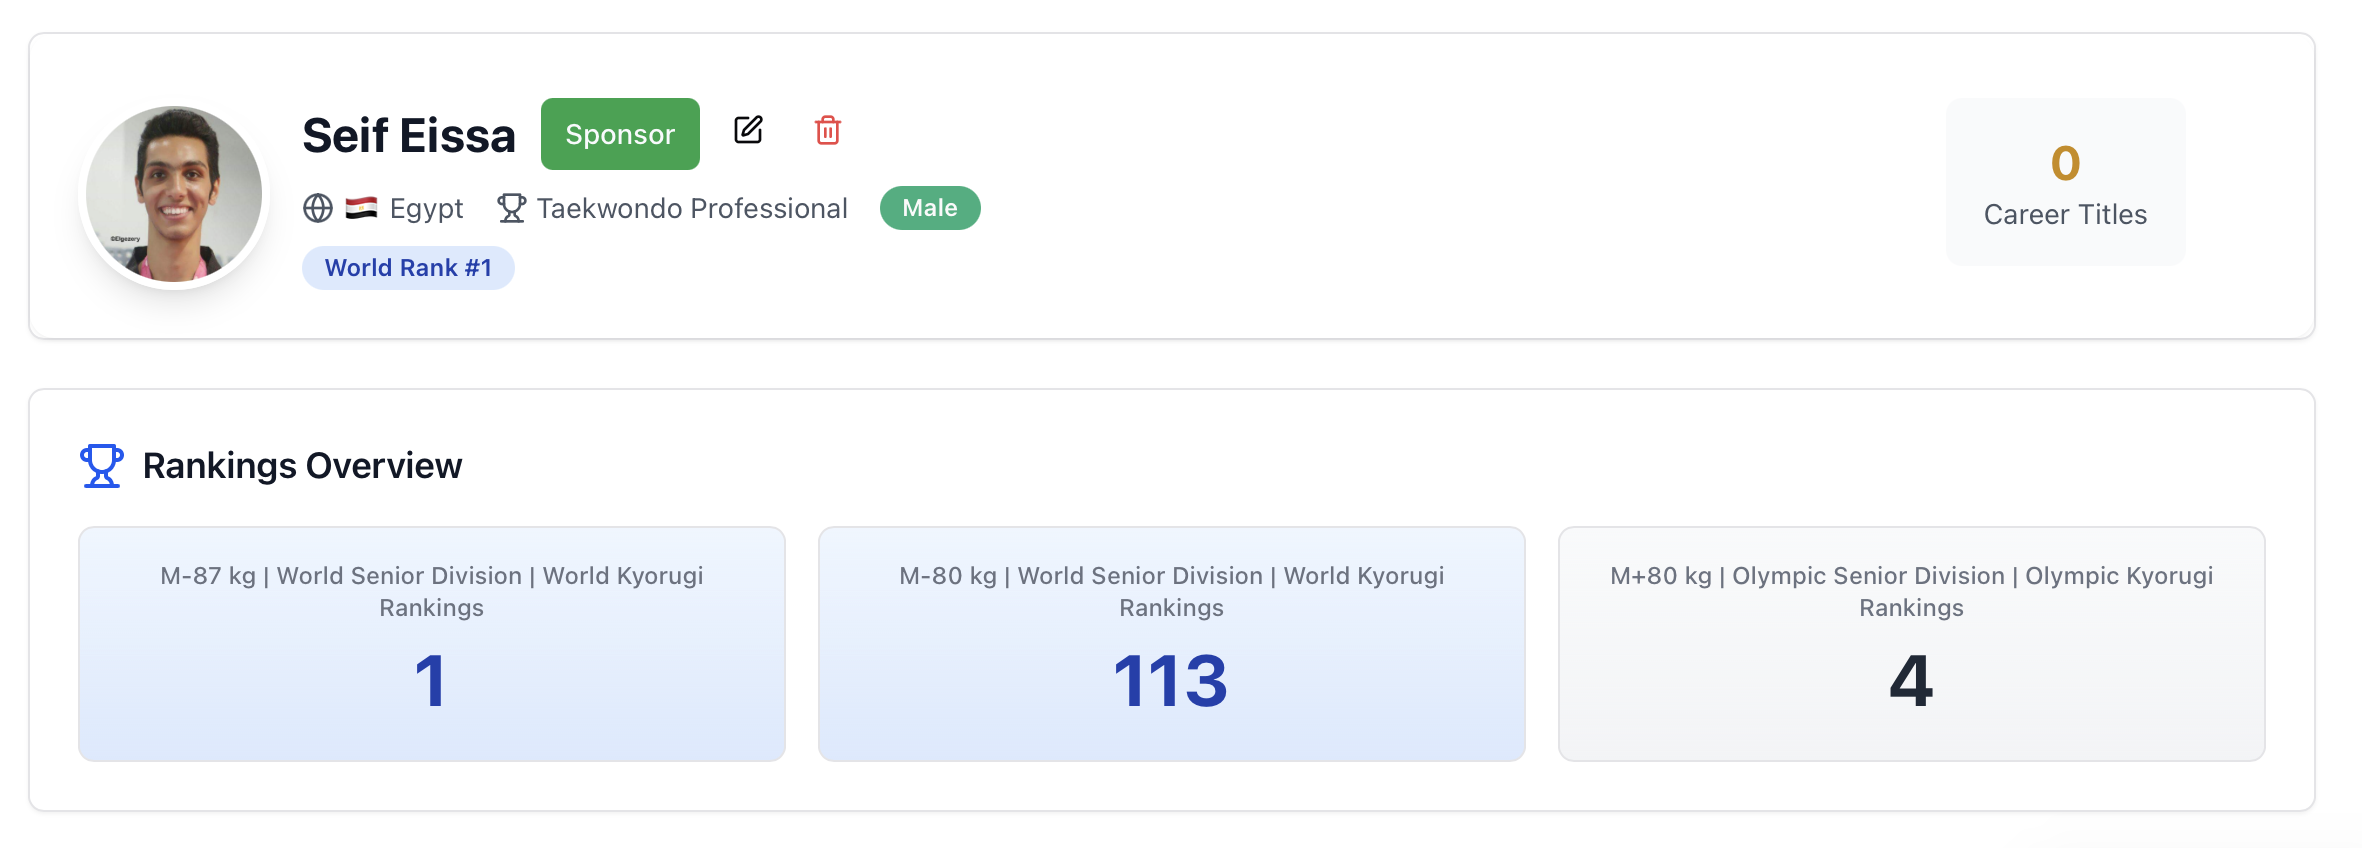 Seif Eissa
Sponsor
Egypt
Taekwondo Professional
Male
World Rank #1
0
Career Titles
©Elgezery
Rankings Overview
M-87 kg | World Senior Division | World Kyorugi
Rankings
1
M-80 kg | World Senior Division | World Kyorugi
Rankings
113
M+80 kg | Olympic Senior Division | Olympic Kyorugi
Rankings
4